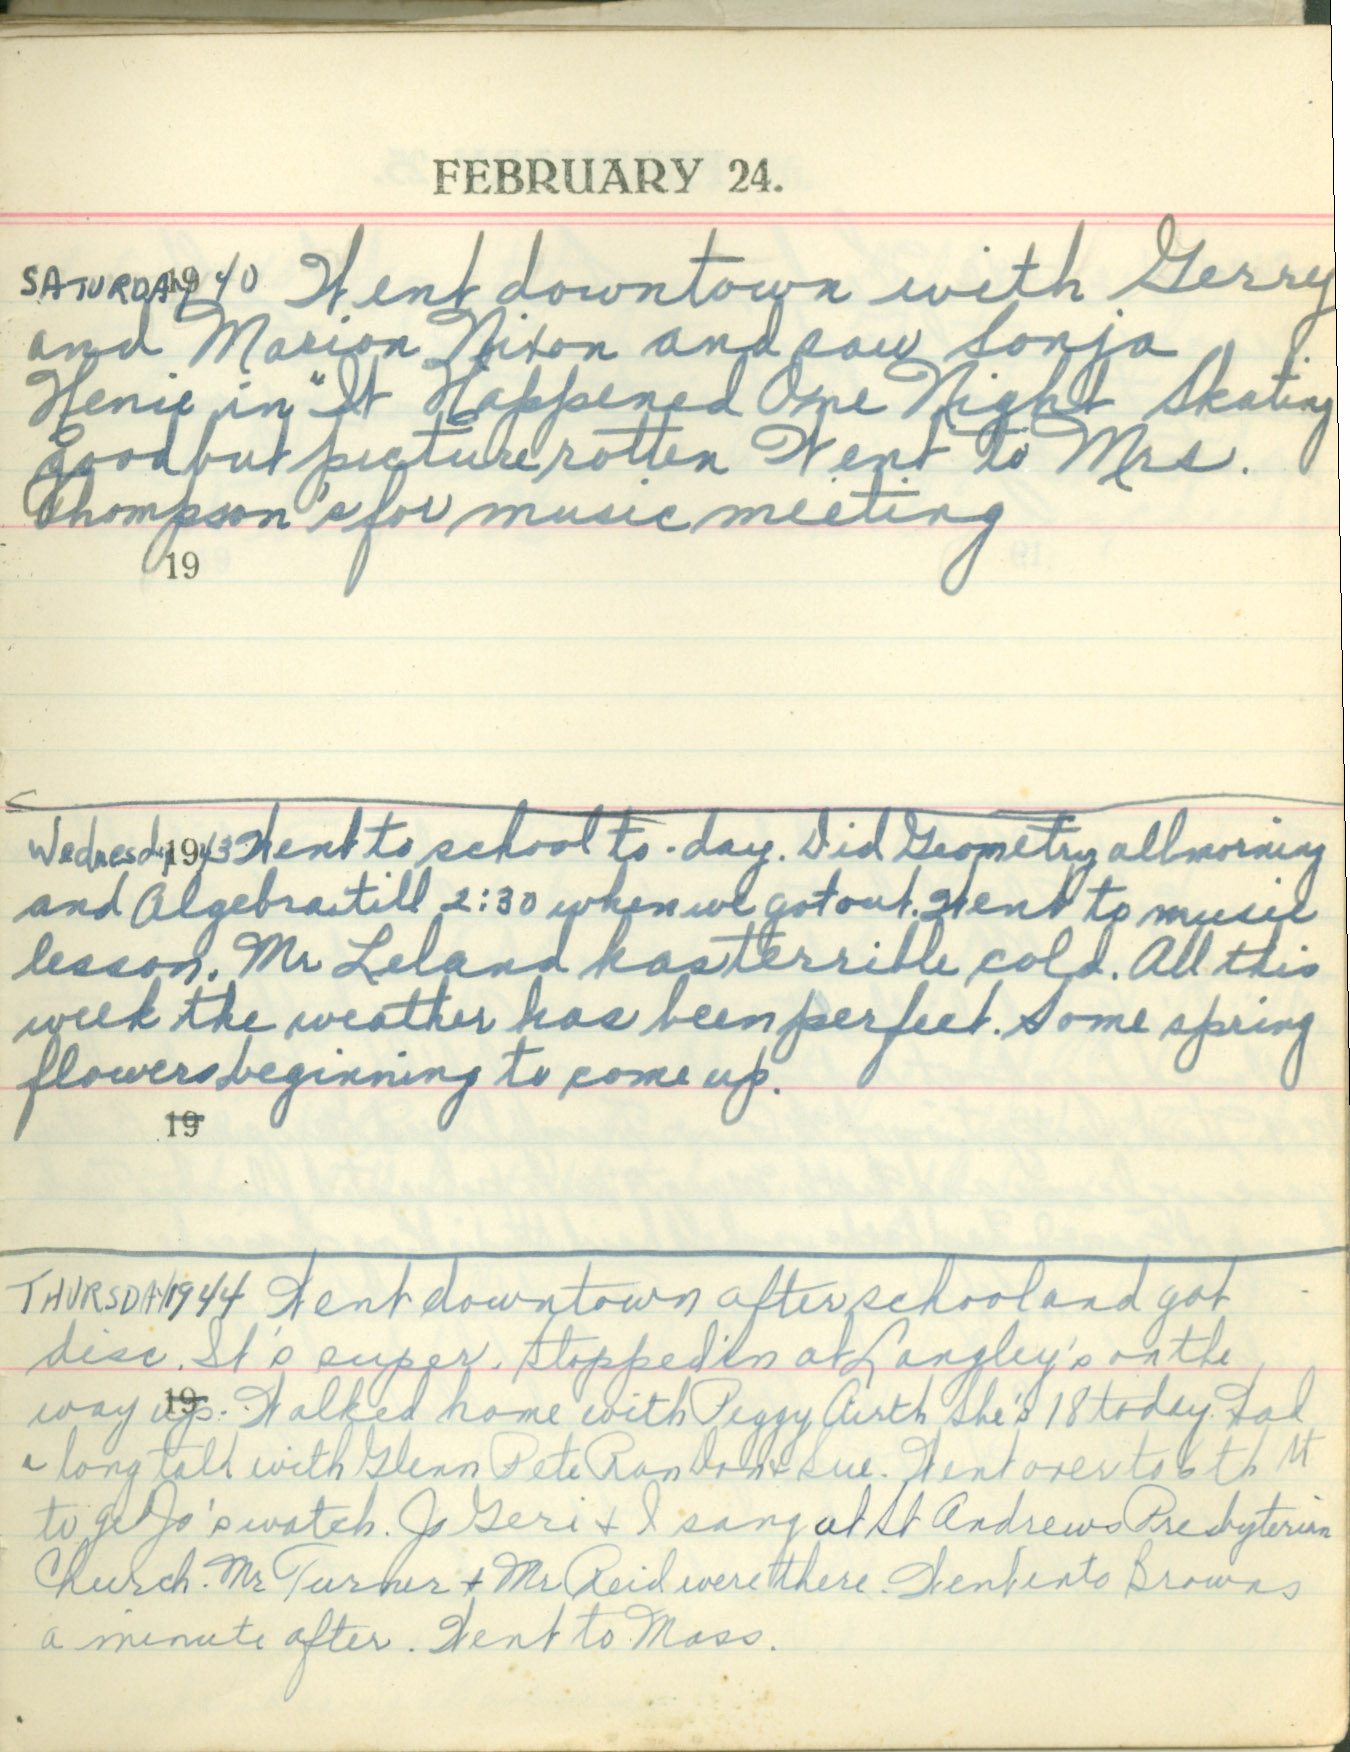 FEBRUARY 24.
SATURDAY 1940 Went downtown with Gerry
and Marion Nixon and saw Sonja
Henie in "It Happened One Night Skating
good but picture rotten Went to Mrs.
Thompson's for music meeting
19
Wednesday 1943 Went to school to-day. Did Geometry all morning
and Algebra till 2:30 when we got out. Went to music
lesson. Mr Leland has terrible cold. All this
week the weather has been perfect. Some spring
flowers beginning to come up.
19
THURSDAY 1944 Went downtown after school and got
disc. It's super. Stopped in at Langley's on the
19
way up. Walked home with Peggy Airth She's 18 today. Had
a long talk with Glenn Pete Ron Don & Sue. Went over to 6th St
to get Jo's watch. Jo Geri & I sang at St Andrews Presbyterian
Church. Mr Turner & Mr Reid were there. Went into Browns
a minute after. Went to Mass.